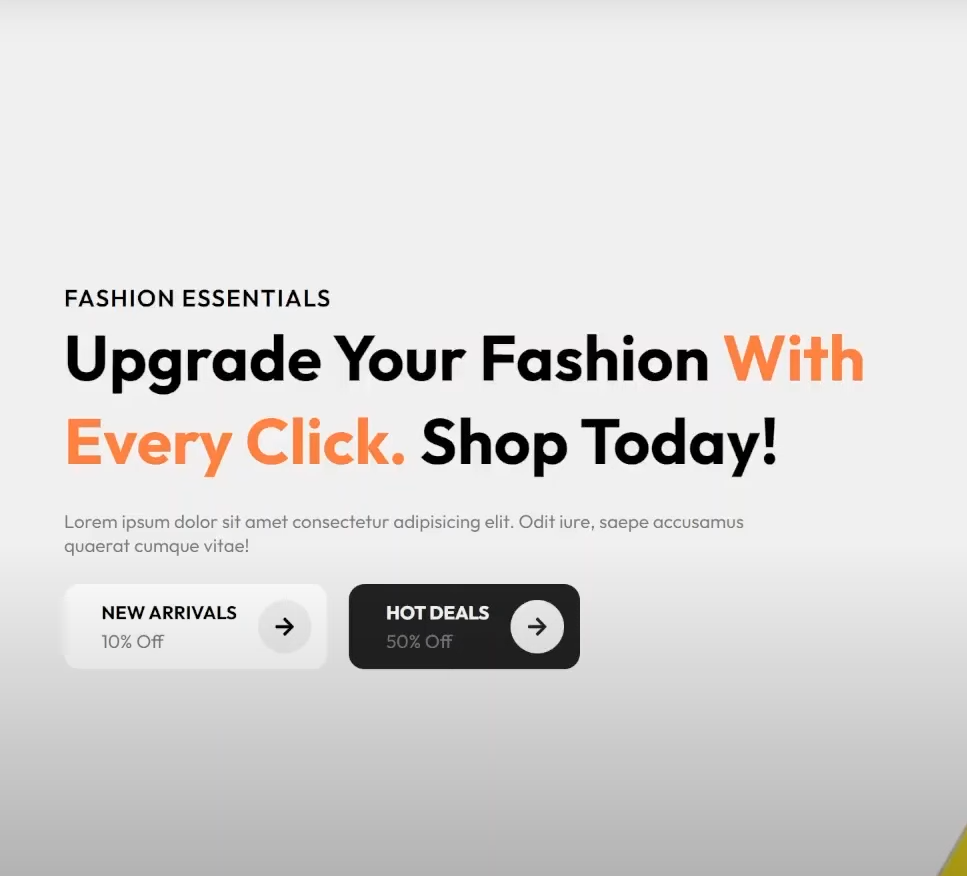 FASHION ESSENTIALS
Upgrade Your Fashion With
Every Click. Shop Today!
Lorem ipsum dolor sit amet consectetur adipisicing elit. Odit iure, saepe accusamus
quaerat cumque vitae!
NEW ARRIVALS
10% Off
HOT DEALS
50% Off